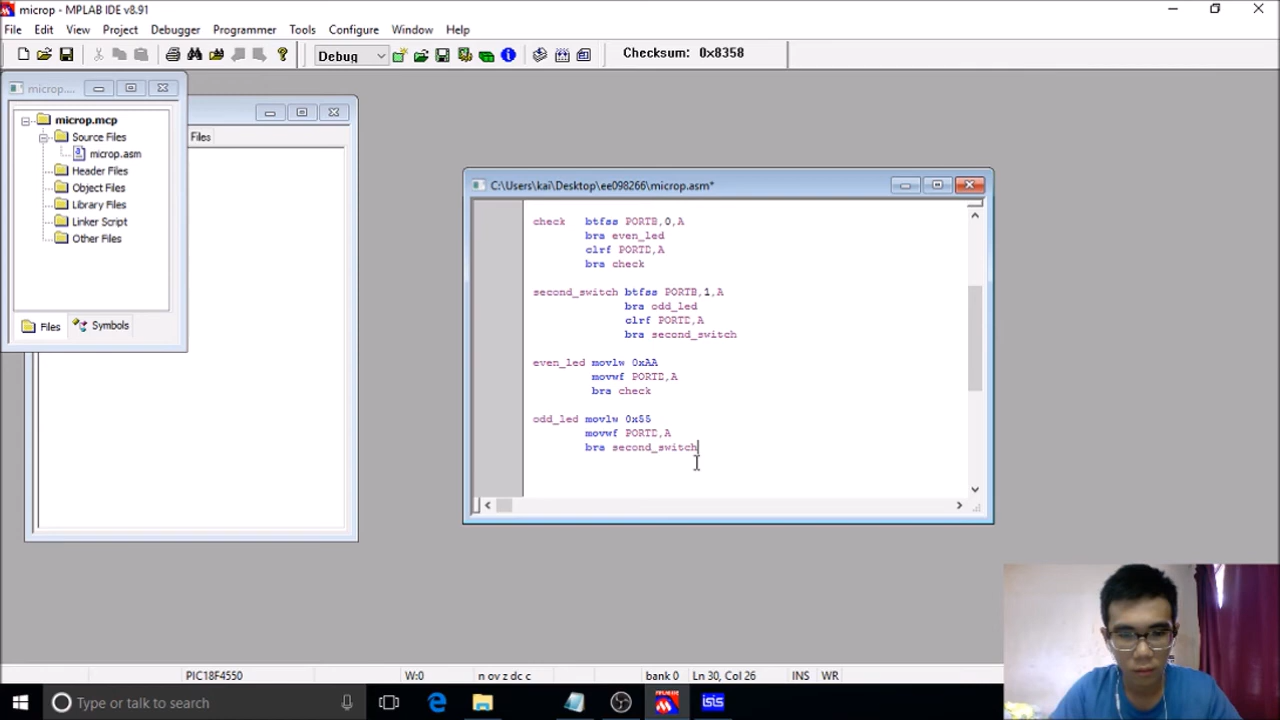 microp - MPLAB IDE v8.91
File Edit View Project Debugger Programmer Tools Configure Window Help
Debug
Checksum: 0x8358
microp....
microp.mcp
Source Files
microp.asm
Header Files
Object Files
Library Files
Linker Script
Other Files
Files Symbols
Files
C:\Users\kai\Desktop\ee098266\microp.asm*
check btfss PORTB,0,A
bra even_led
clrf PORTD,A
bra check
second_switch btfss PORTB,1,A
bra odd_led
clrf PORTD,A
bra second_switch
even_led movlw 0xAA
movwf PORTD,A
bra check
odd_led movlw 0x55
movwf PORTD,A
bra second_switch
PIC18F4550 W:0 n ov z dc c bank 0 Ln 30, Col 26 INS WR
Type or talk to search
MPLAB
isis